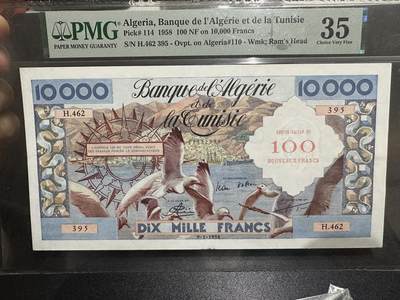 PMG
PAPER MONEY GUARANTY
Algeria, Banque de l'Algérie et de la Tunisie
Pick# 114 1958 100 NF on 10,000 Francs
S/N H.462 395 - Ovpt. on Algeria#110 - Wmk; Ram's Head
35
Choice Very Fine
10000
Banque de l'Algérie
et de
la Tunisie
10000
H.462
395
100
NOUVEAUX FRANCS
395
H.462
DIX MILLE FRANCS